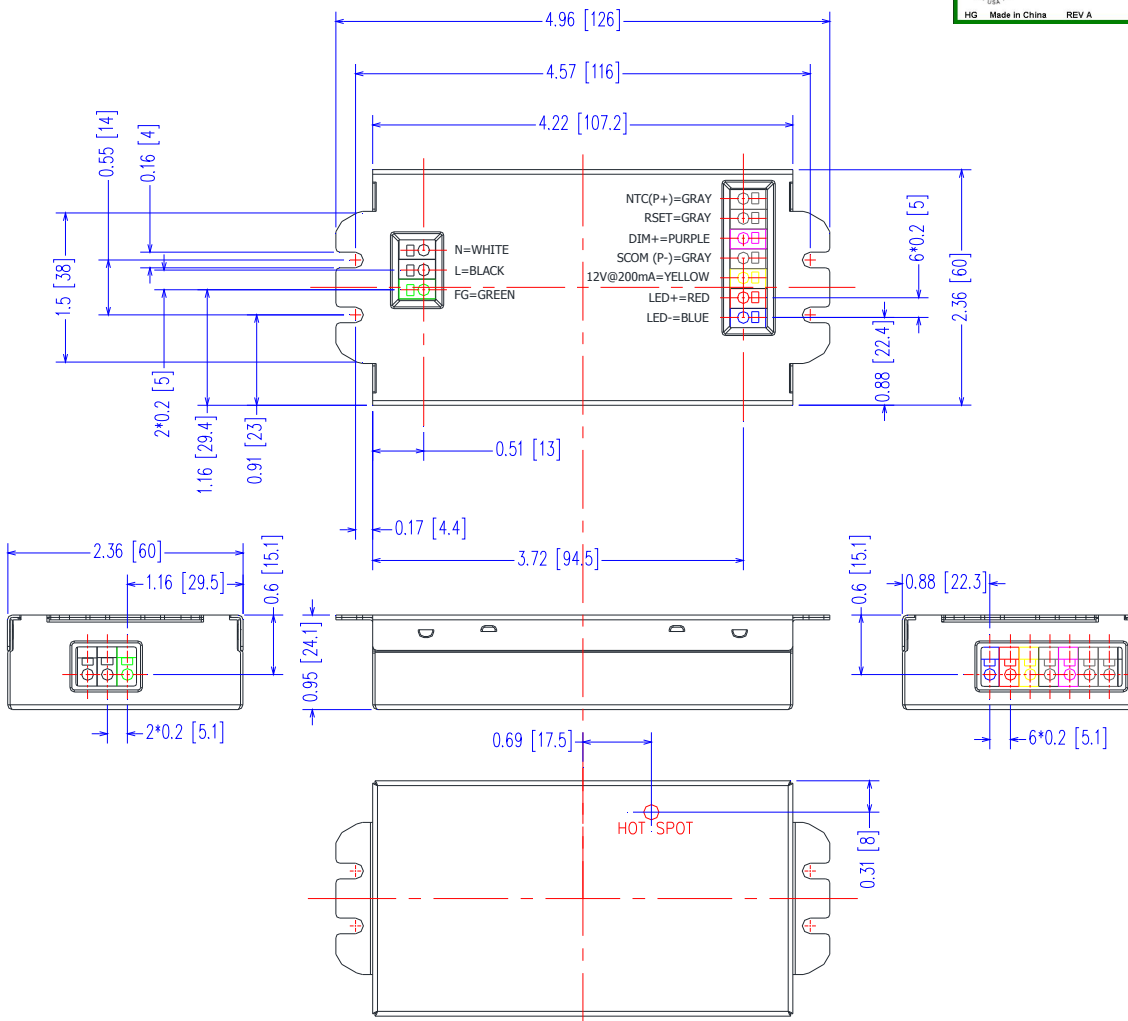 USA
HG Made in China REV A
4.96 [126]
4.57 [116]
4.22 [107.2]
0.55 [14]
0.16 [4]
1.5 [38]
2*0.2 [5]
1.16 [29.4]
0.91 [23]
N=WHITE
L=BLACK
FG=GREEN
NTC(P+)=GRAY
RSET=GRAY
DIM+=PURPLE
SCOM (P-)=GRAY
12V@200mA=YELLOW
LED+=RED
LED-=BLUE
6*0.2 [5]
2.36 [60]
0.88 [22.4]
0.51 [13]
0.17 [4.4]
3.72 [94.5]
2.36 [60]
1.16 [29.5]
0.6 [15.1]
2*0.2 [5.1]
0.95 [24.1]
0.6 [15.1]
0.88 [22.3]
6*0.2 [5.1]
0.69 [17.5]
HOT SPOT
0.31 [8]